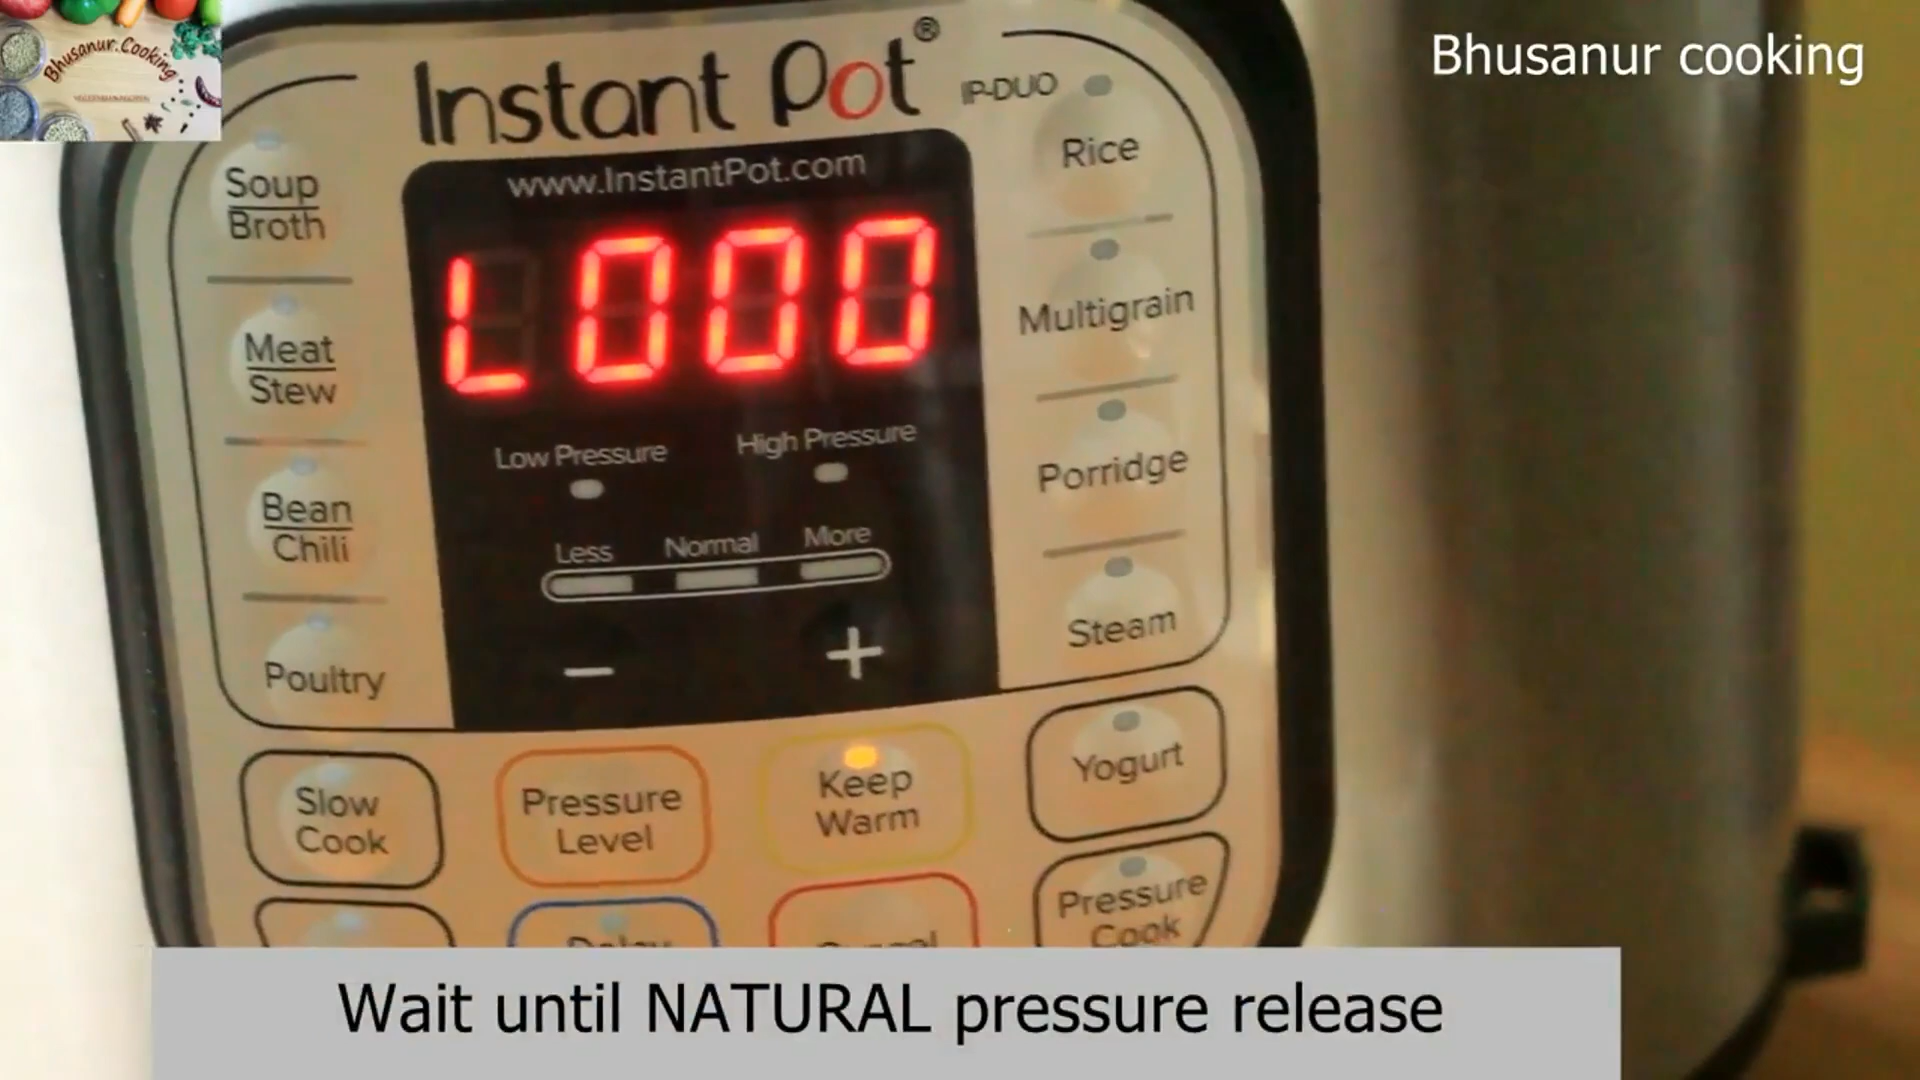 Bhusanur.Cooking
Bhusanur cooking
Instant Pot®
IP-DUO
www.InstantPot.com
L000
Low Pressure
High Pressure
Less
Normal
More
−
+
Soup
Broth
Meat
Stew
Bean
Chili
Poultry
Rice
Multigrain
Porridge
Steam
Slow
Cook
Pressure
Level
Keep
Warm
Yogurt
Pressure
Cook
Delay
Cancel
Wait until NATURAL pressure release